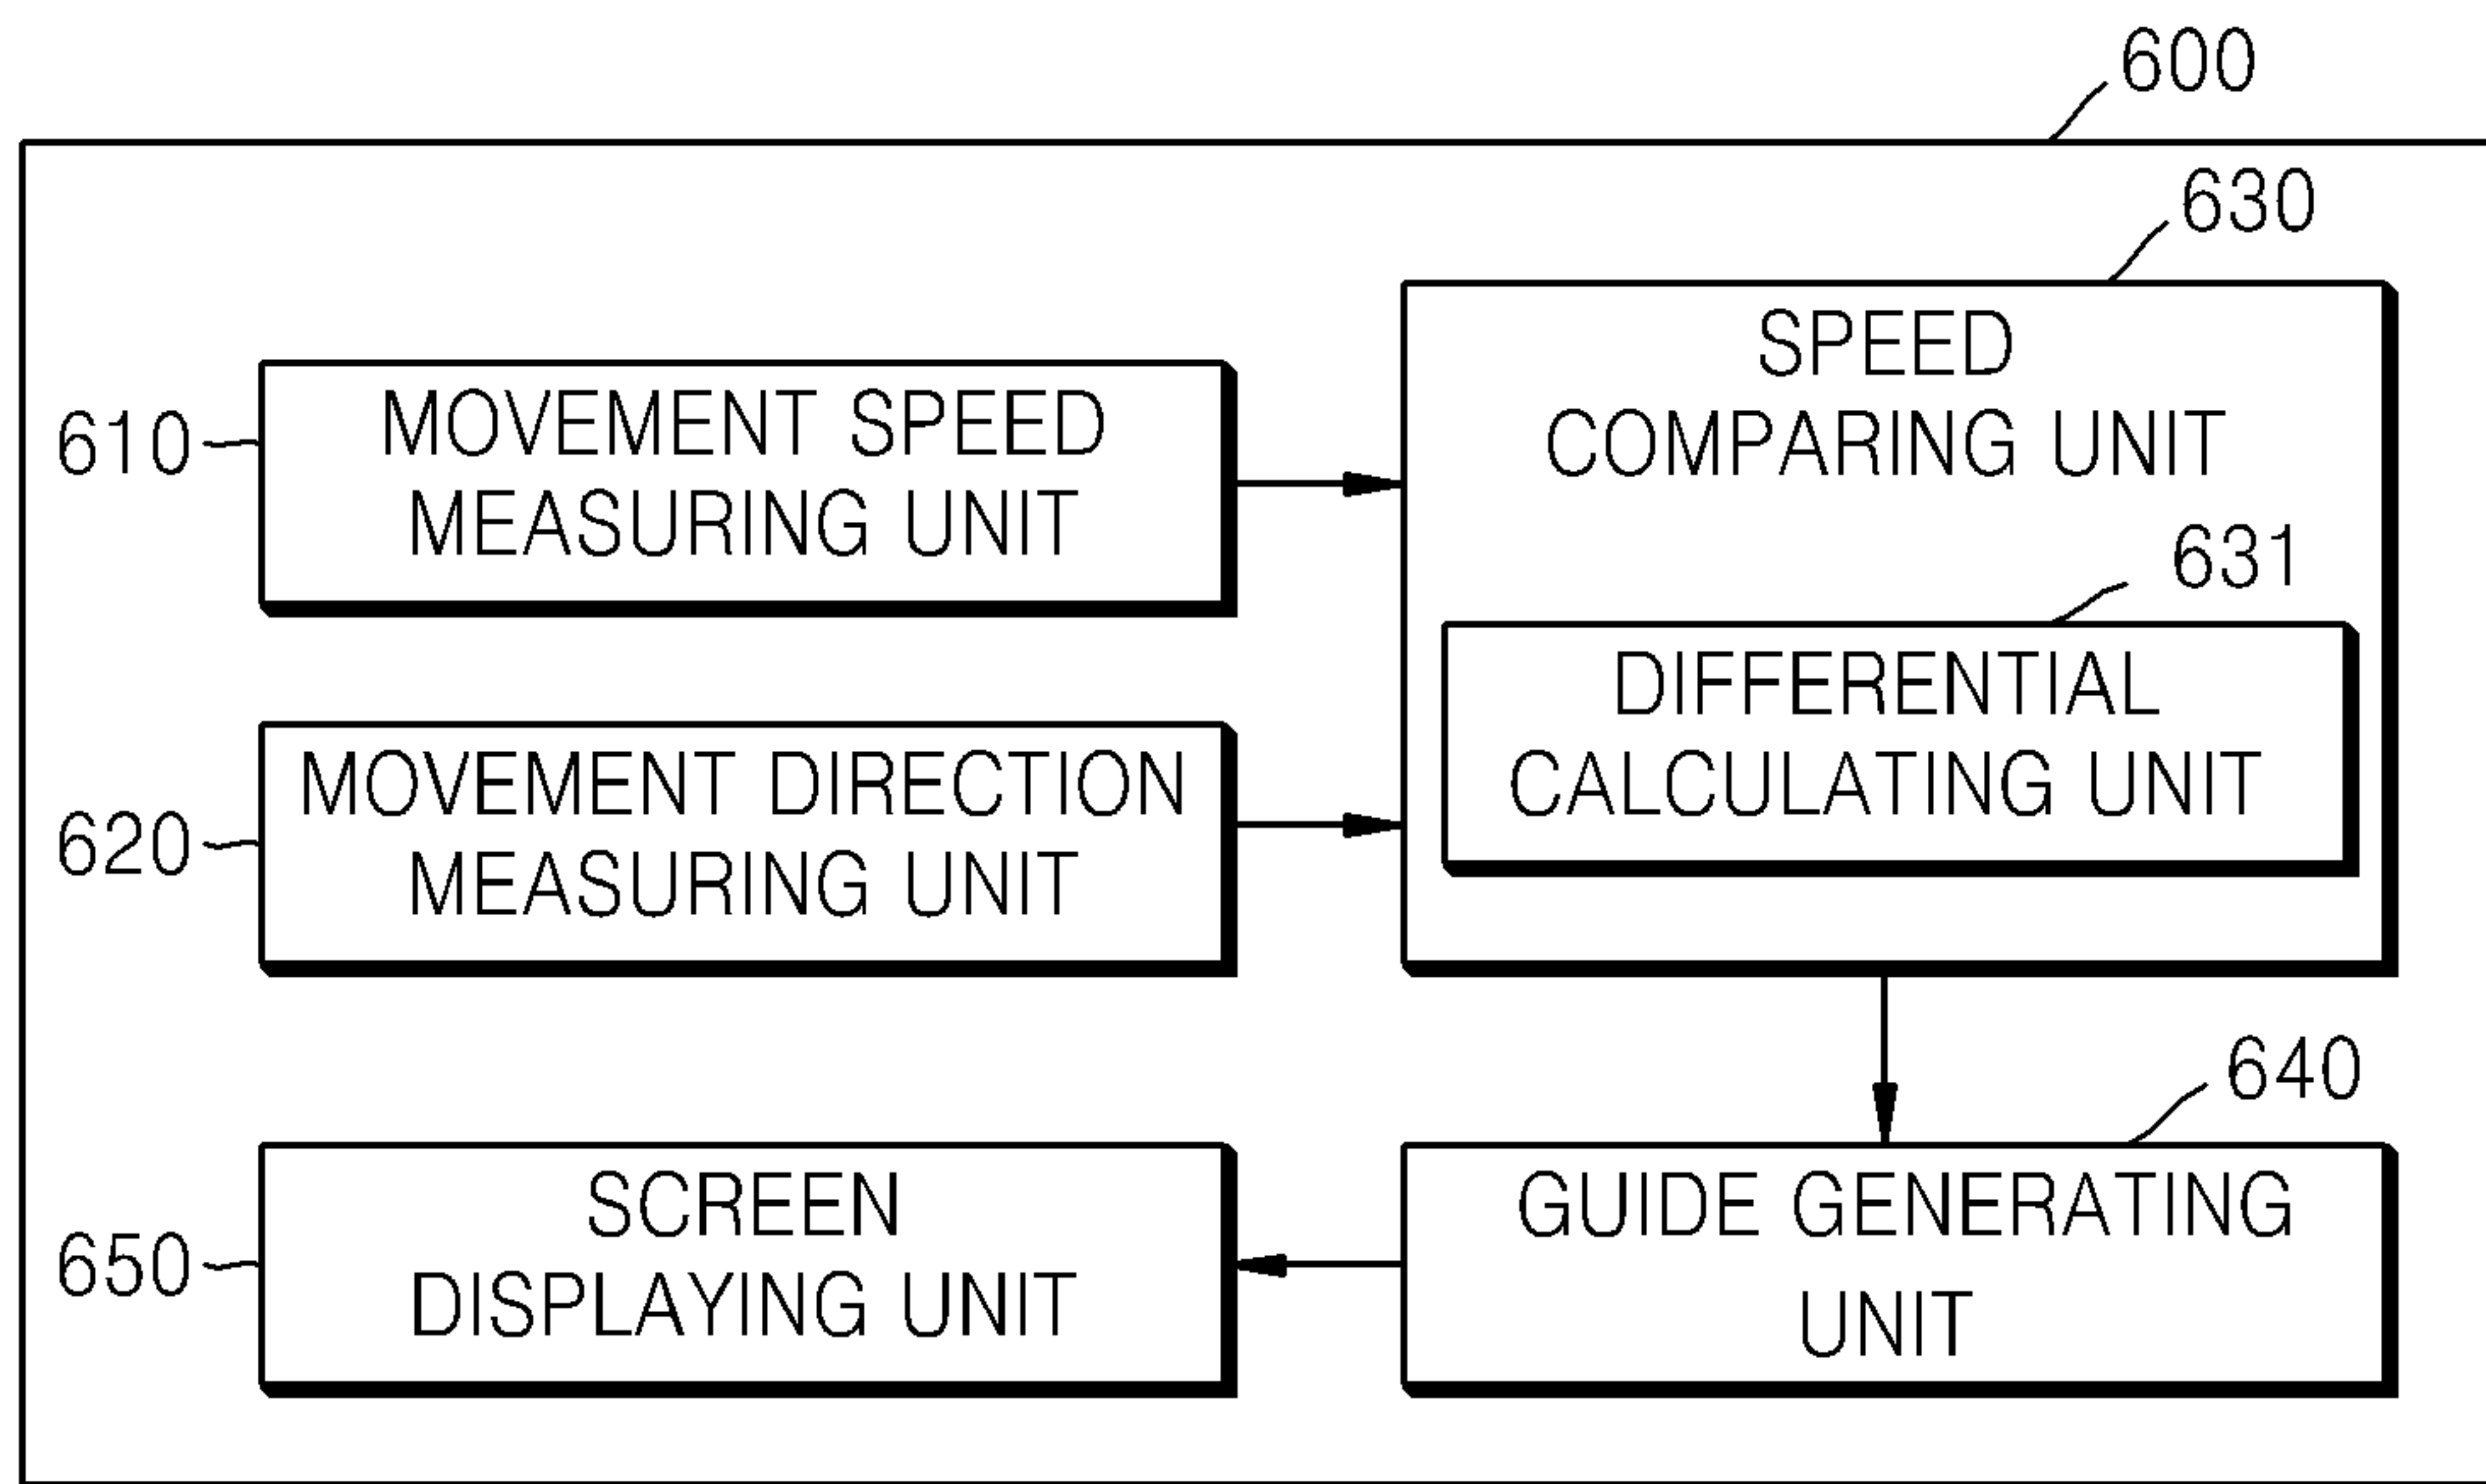 600
630
SPEED
COMPARING UNIT
610
MOVEMENT SPEED
MEASURING UNIT
631
DIFFERENTIAL
CALCULATING UNIT
620
MOVEMENT DIRECTION
MEASURING UNIT
640
GUIDE GENERATING
UNIT
650
SCREEN
DISPLAYING UNIT